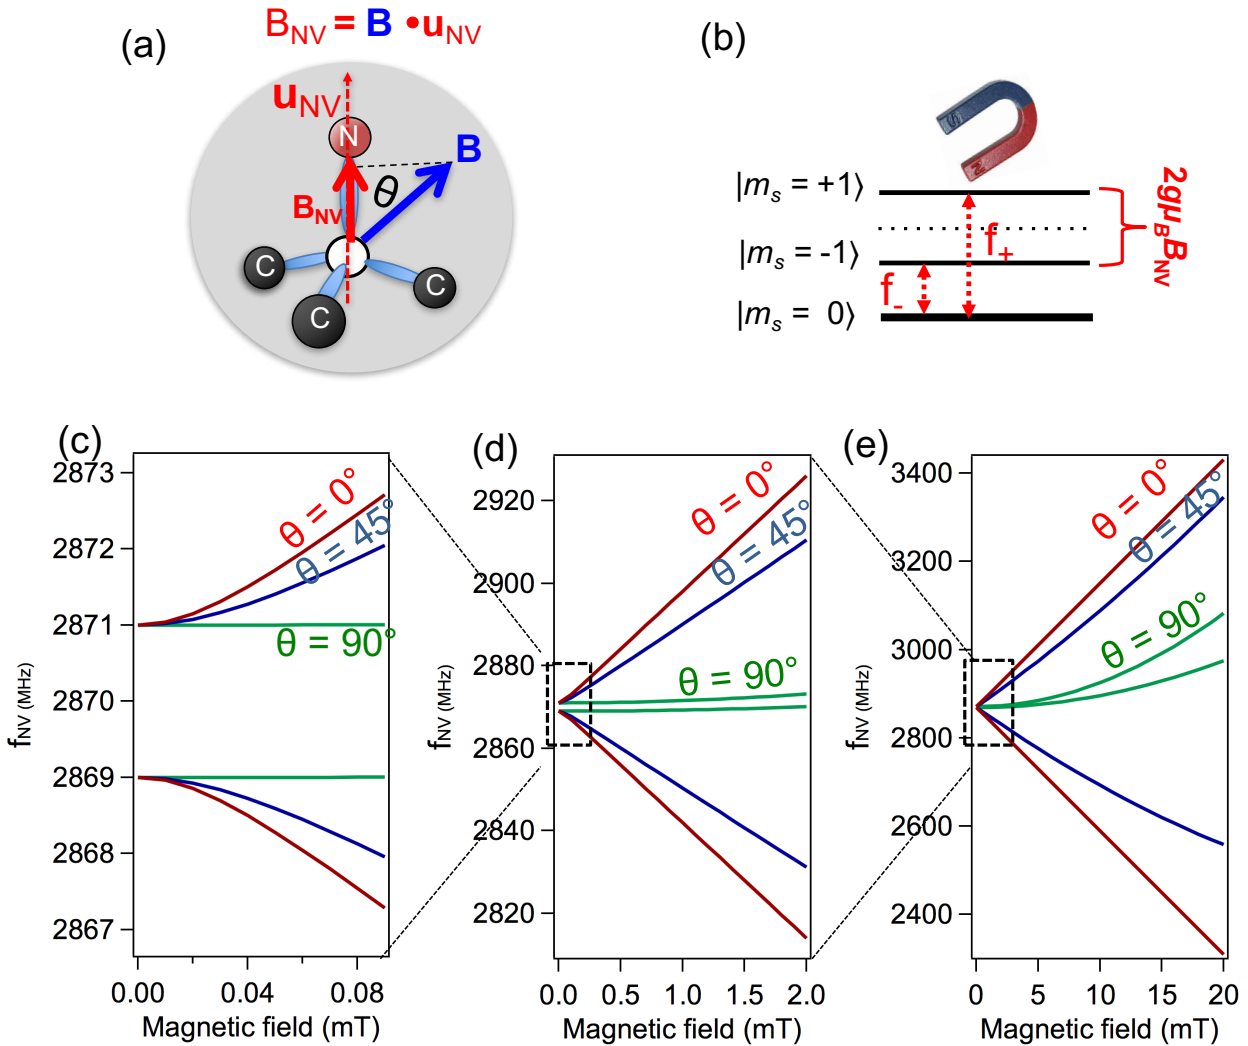 (a)
B_NV = B •u_NV
u_NV
N
B
θ
B_NV
C
C
C
(b)
|m_s = +1⟩
|m_s = -1⟩
|m_s = 0⟩
f_+
f_-
2gμ_B B_NV
(c)
2873
2872
2871
2870
2869
2868
2867
f_NV (MHz)
θ = 0°
θ = 45°
θ = 90°
0.00
0.04
0.08
Magnetic field (mT)
(d)
2920
2900
2880
2860
2840
2820
f_NV (MHz)
θ = 0°
θ = 45°
θ = 90°
0.0
0.5
1.0
1.5
2.0
Magnetic field (mT)
(e)
3400
3200
3000
2800
2600
2400
f_NV (MHz)
θ = 0°
θ = 45°
θ = 90°
0
5
10
15
20
Magnetic field (mT)